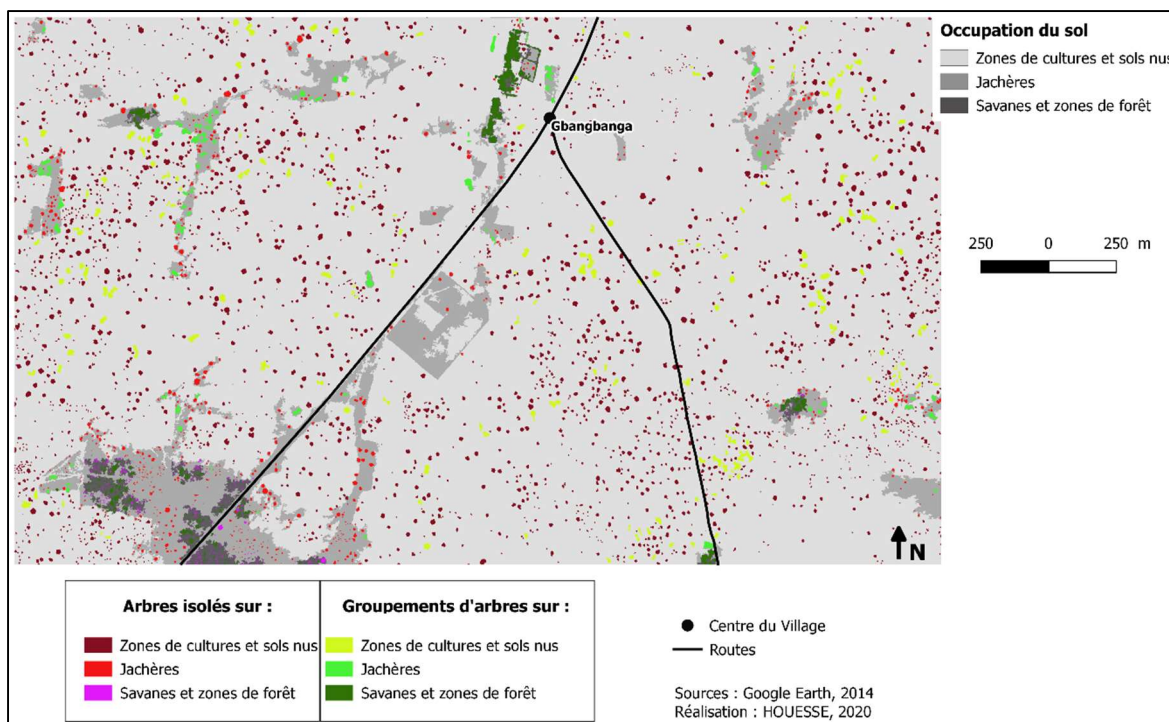 Occupation du sol
Zones de cultures et sols nus
Jachères
Savanes et zones de forêt
Gbangbanga
250 0 250 m
N
Arbres isolés sur :
Zones de cultures et sols nus
Jachères
Savanes et zones de forêt
Groupements d'arbres sur :
Zones de cultures et sols nus
Jachères
Savanes et zones de forêt
Centre du Village
Routes
Sources : Google Earth, 2014
Réalisation : HOUESSE, 2020